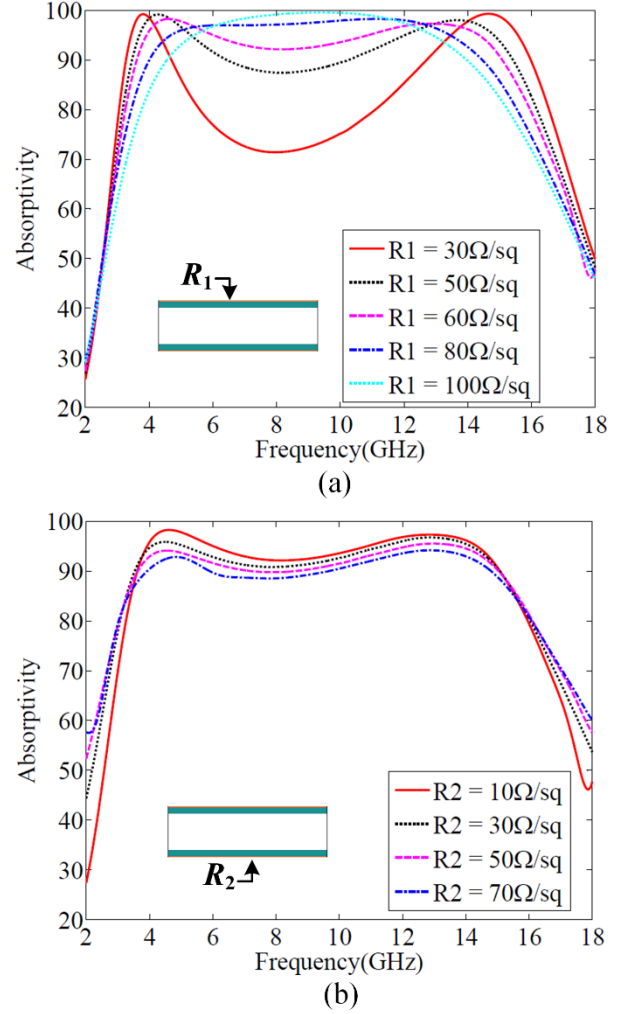 100
90
80
70
60
50
40
30
20
Absorptivity
R1
R1 = 30Ω/sq
R1 = 50Ω/sq
R1 = 60Ω/sq
R1 = 80Ω/sq
R1 = 100Ω/sq
2 4 6 8 10 12 14 16 18
Frequency(GHz)
(a)
100
90
80
70
60
50
40
30
20
Absorptivity
R2
R2 = 10Ω/sq
R2 = 30Ω/sq
R2 = 50Ω/sq
R2 = 70Ω/sq
2 4 6 8 10 12 14 16 18
Frequency(GHz)
(b)